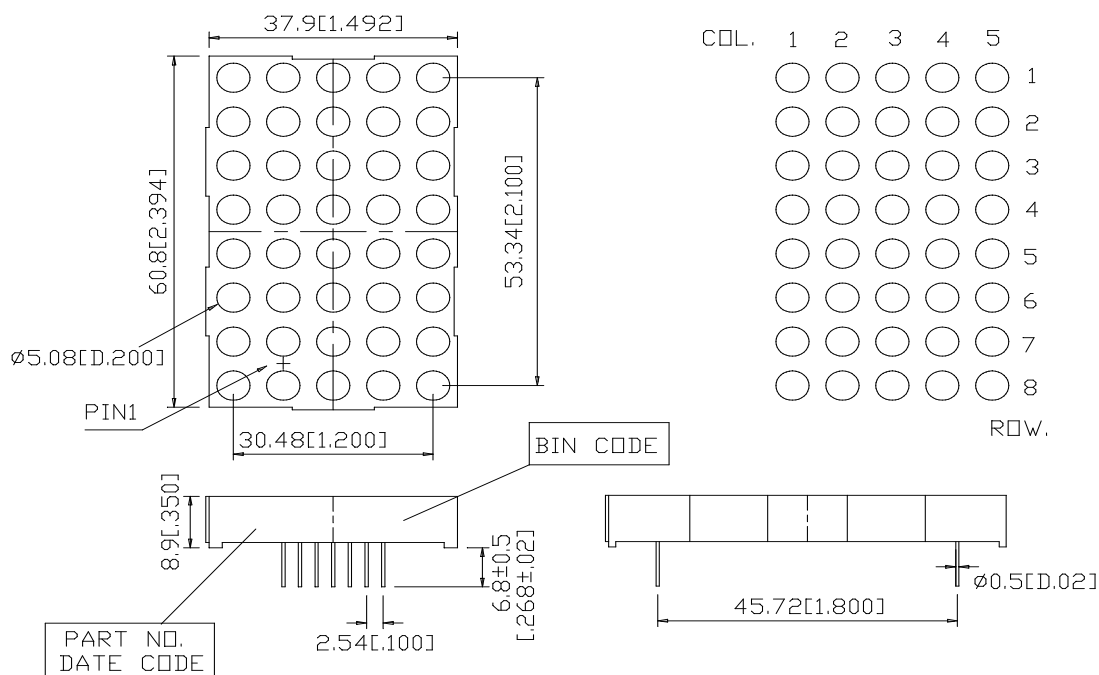 37.9[1.492]
COL. 1 2 3 4 5
1
2
3
4
5
6
7
8
ROW.
60.8[2.394]
53.34[2.100]
Ø5.08[D.200]
PIN1
30.48[1.200]
BIN CODE
8.9[.350]
6.8±0.5
[.268±.02]
2.54[.100]
PART NO.
DATE CODE
Ø0.5[D.02]
45.72[1.800]